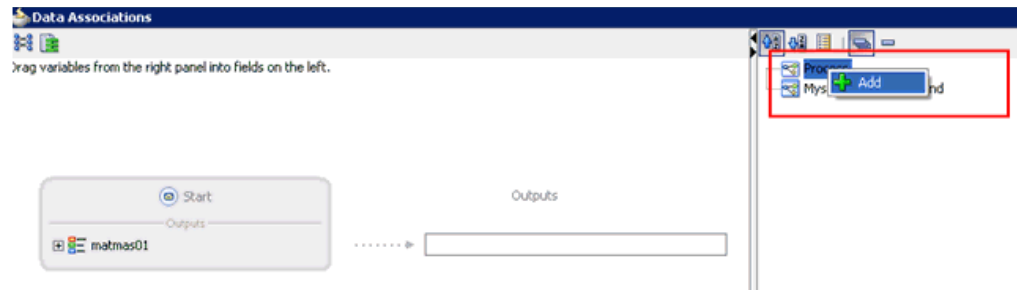 Data Associations
Drag variables from the right panel into fields on the left.
Process
Add
Mys nd
Start
Outputs
Outputs
matmas01